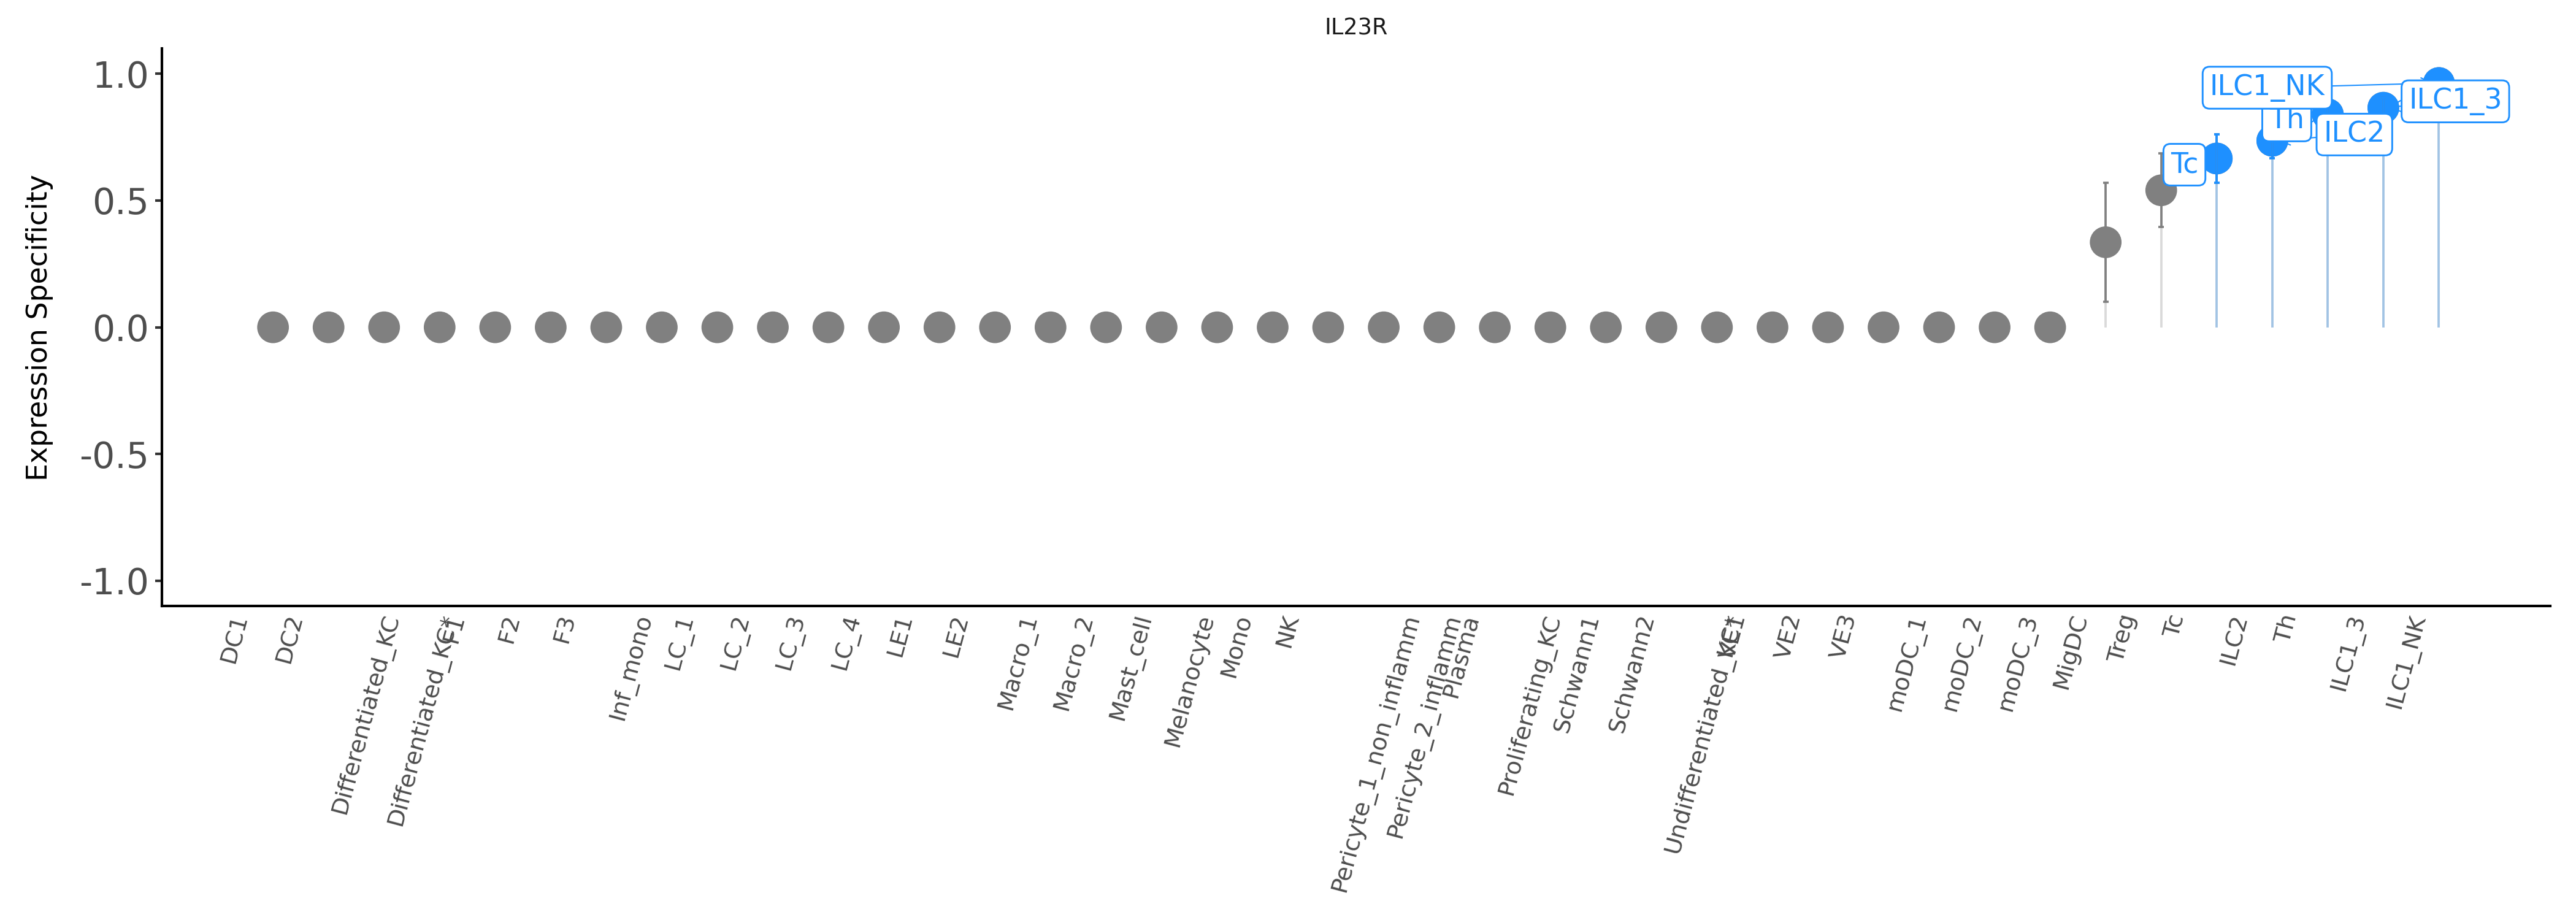 IL23R
Expression Specificity
1.0
0.5
0.0
-0.5
-1.0
ILC1_NK
Th
ILC2
ILC1_3
Tc
DC1
DC2
Differentiated_KC
Differentiated_KC*
F1
F2
F3
Inf_mono
LC_1
LC_2
LC_3
LC_4
LE1
LE2
Macro_1
Macro_2
Mast_cell
Melanocyte
Mono
NK
Pericyte_1_non_inflamm
Pericyte_2_inflamm
Plasma
Proliferating_KC
Schwann1
Schwann2
Undifferentiated_KC*
VE1
VE2
VE3
moDC_1
moDC_2
moDC_3
MigDC
Treg
Tc
ILC2
Th
ILC1_3
ILC1_NK